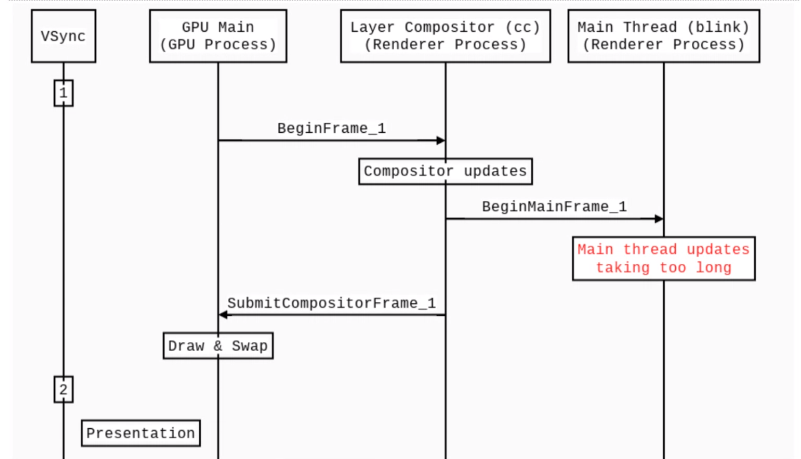 VSync
GPU Main
(GPU Process)
Layer Compositor (cc)
(Renderer Process)
Main Thread (blink)
(Renderer Process)
1
BeginFrame_1
Compositor updates
BeginMainFrame_1
Main thread updates
taking too long
SubmitCompositorFrame_1
Draw & Swap
2
Presentation